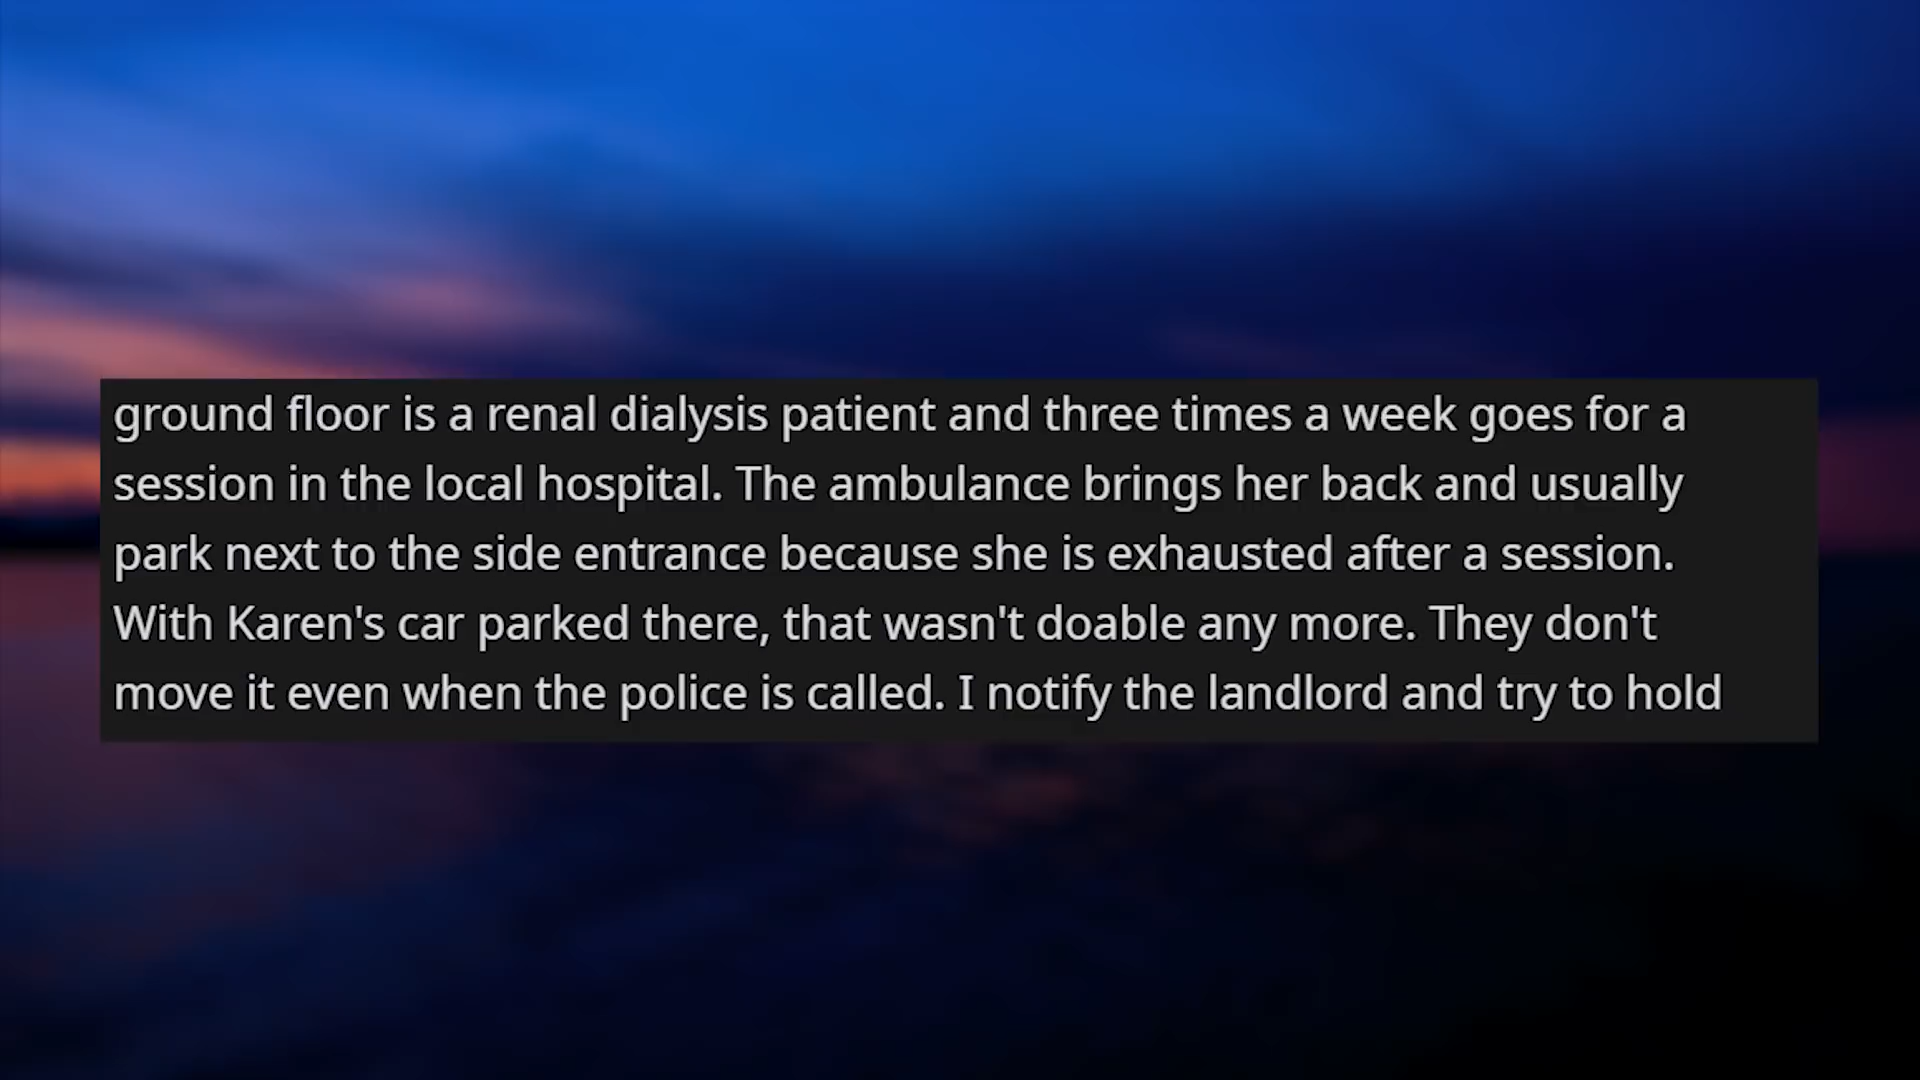 ground floor is a renal dialysis patient and three times a week goes for a
session in the local hospital. The ambulance brings her back and usually
park next to the side entrance because she is exhausted after a session.
With Karen's car parked there, that wasn't doable any more. They don't
move it even when the police is called. I notify the landlord and try to hold